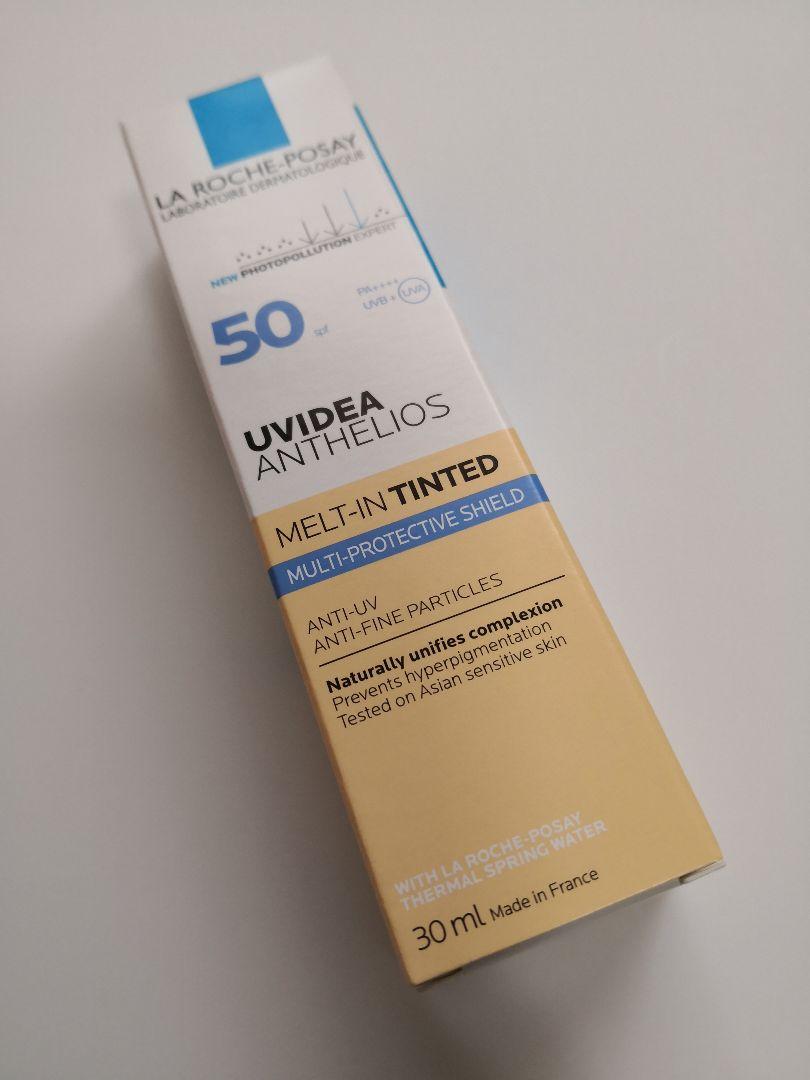 LA ROCHE-POSAY
LABORATOIRE DERMATOLOGIQUE
NEW PHOTOPOLLUTION EXPERT
50 spf
PA++++
UVB + UVA
UVIDEA
ANTHELIOS
MELT-IN TINTED
MULTI-PROTECTIVE SHIELD
ANTI-UV
ANTI-FINE PARTICLES
Naturally unifies complexion
Prevents hyperpigmentation
Tested on Asian sensitive skin
WITH LA ROCHE-POSAY
THERMAL SPRING WATER
30 ml Made in France